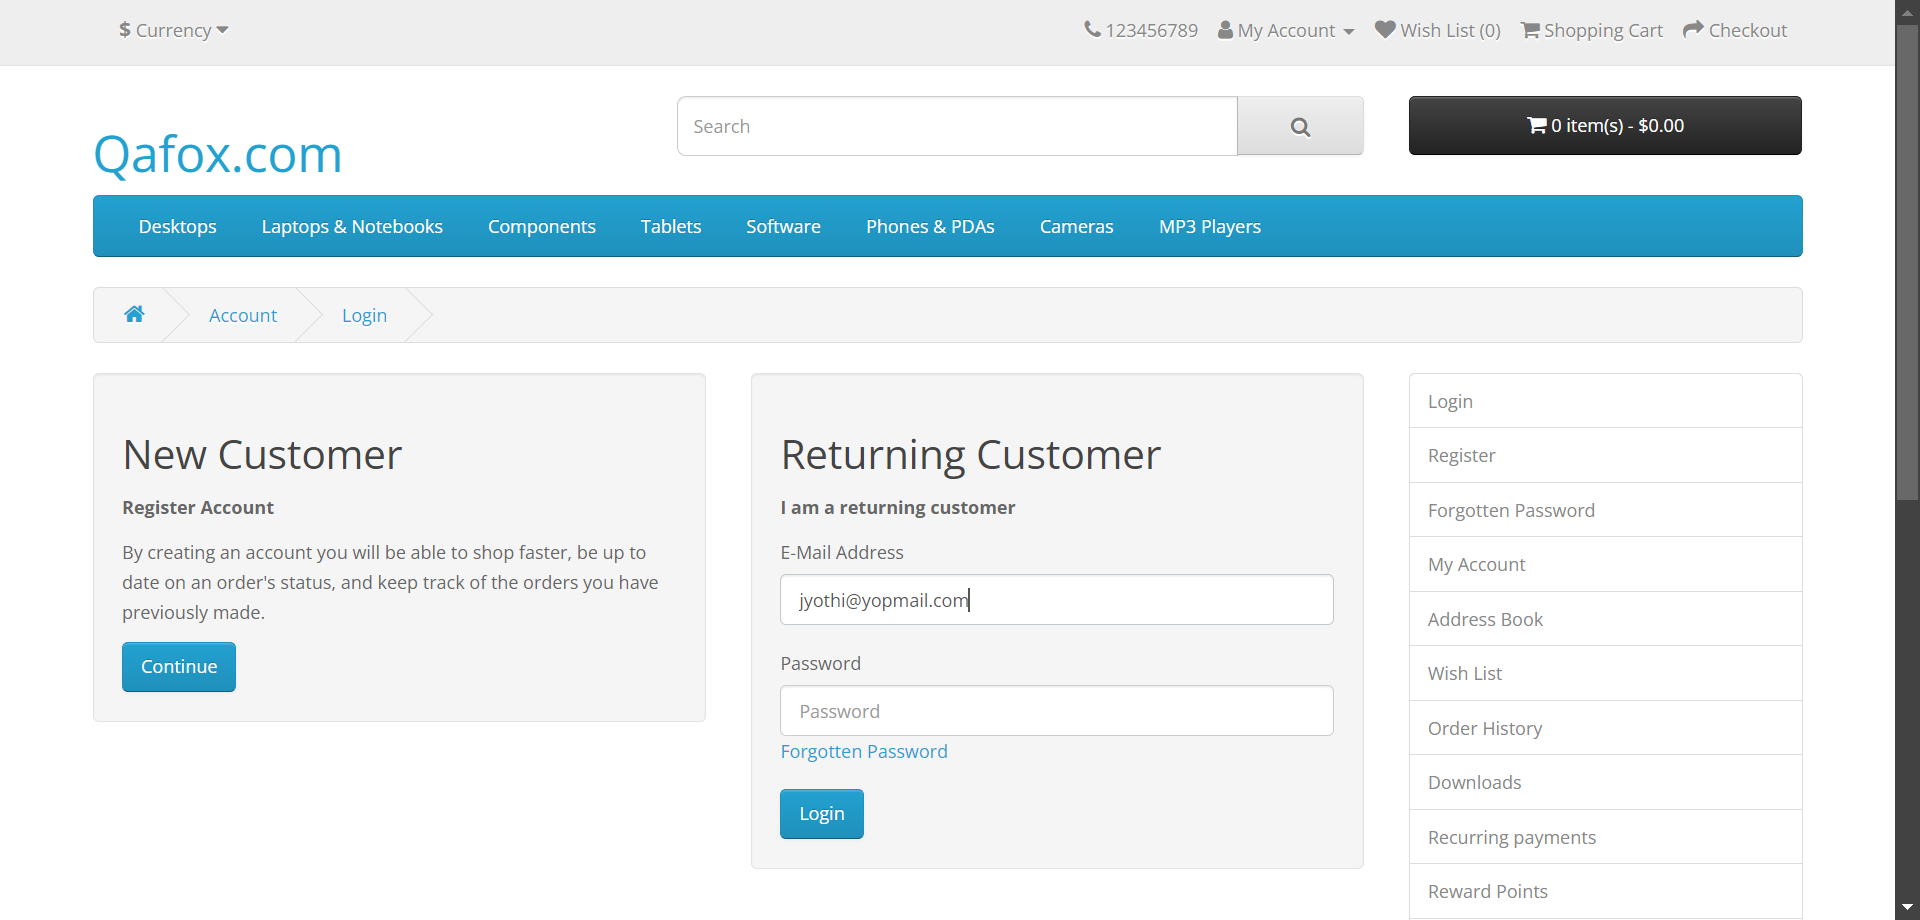 $ Currency
123456789 My Account Wish List (0) Shopping Cart Checkout
Qafox.com
Search
0 item(s) - $0.00
Desktops Laptops & Notebooks Components Tablets Software Phones & PDAs Cameras MP3 Players
Account Login
New Customer
Register Account
By creating an account you will be able to shop faster, be up to
date on an order's status, and keep track of the orders you have
previously made.
Continue
Returning Customer
I am a returning customer
E-Mail Address
jyothi@yopmail.com
Password
Password
Forgotten Password
Login
Login
Register
Forgotten Password
My Account
Address Book
Wish List
Order History
Downloads
Recurring payments
Reward Points